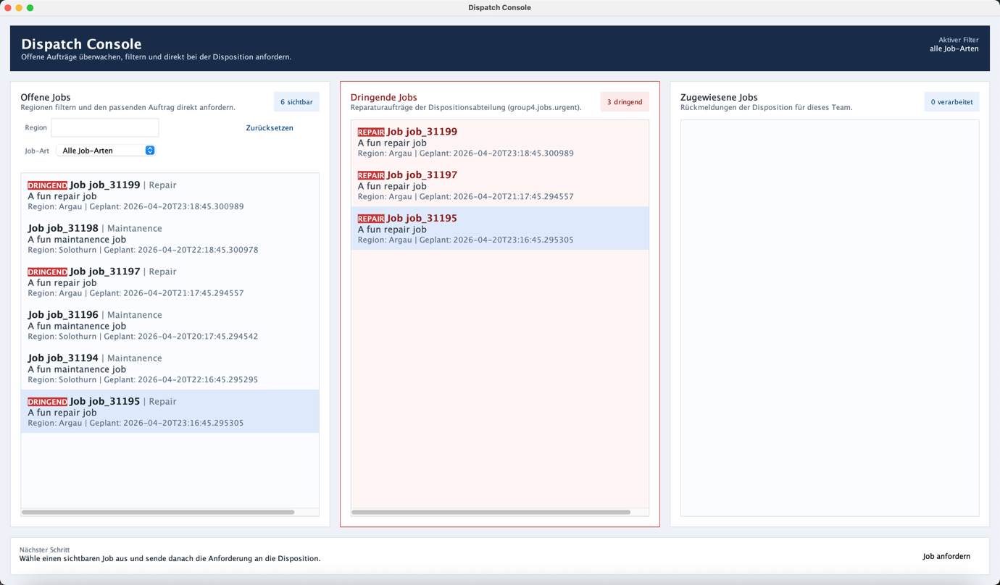 Dispatch Console
Dispatch Console
Offene Aufträge überwachen, filtern und direkt bei der Disposition anfordern.
Aktiver Filter
alle Job-Arten
Offene Jobs
Regionen filtern und den passenden Auftrag direkt anfordern.
6 sichtbar
Region
Zurücksetzen
Job-Art
Alle Job-Arten
DRINGEND Job job_31199 | Repair
A fun repair job
Region: Argau | Geplant: 2026-04-20T23:18:45.300989
Job job_31198 | Maintanence
A fun maintanence job
Region: Solothurn | Geplant: 2026-04-20T22:18:45.300978
DRINGEND Job job_31197 | Repair
A fun repair job
Region: Argau | Geplant: 2026-04-20T21:17:45.294557
Job job_31196 | Maintanence
A fun maintanence job
Region: Solothurn | Geplant: 2026-04-20T20:17:45.294542
Job job_31194 | Maintanence
A fun maintanence job
Region: Solothurn | Geplant: 2026-04-20T22:16:45.295295
DRINGEND Job job_31195 | Repair
A fun repair job
Region: Argau | Geplant: 2026-04-20T23:16:45.295305
Dringende Jobs
Reparaturaufträge der Dispositionsabteilung (group4.jobs.urgent).
3 dringend
REPAIR Job job_31199
A fun repair job
Region: Argau | Geplant: 2026-04-20T23:18:45.300989
REPAIR Job job_31197
A fun repair job
Region: Argau | Geplant: 2026-04-20T21:17:45.294557
REPAIR Job job_31195
A fun repair job
Region: Argau | Geplant: 2026-04-20T23:16:45.295305
Zugewiesene Jobs
Rückmeldungen der Disposition für dieses Team.
0 verarbeitet
Nächster Schritt
Wähle einen sichtbaren Job aus und sende danach die Anforderung an die Disposition.
Job anfordern